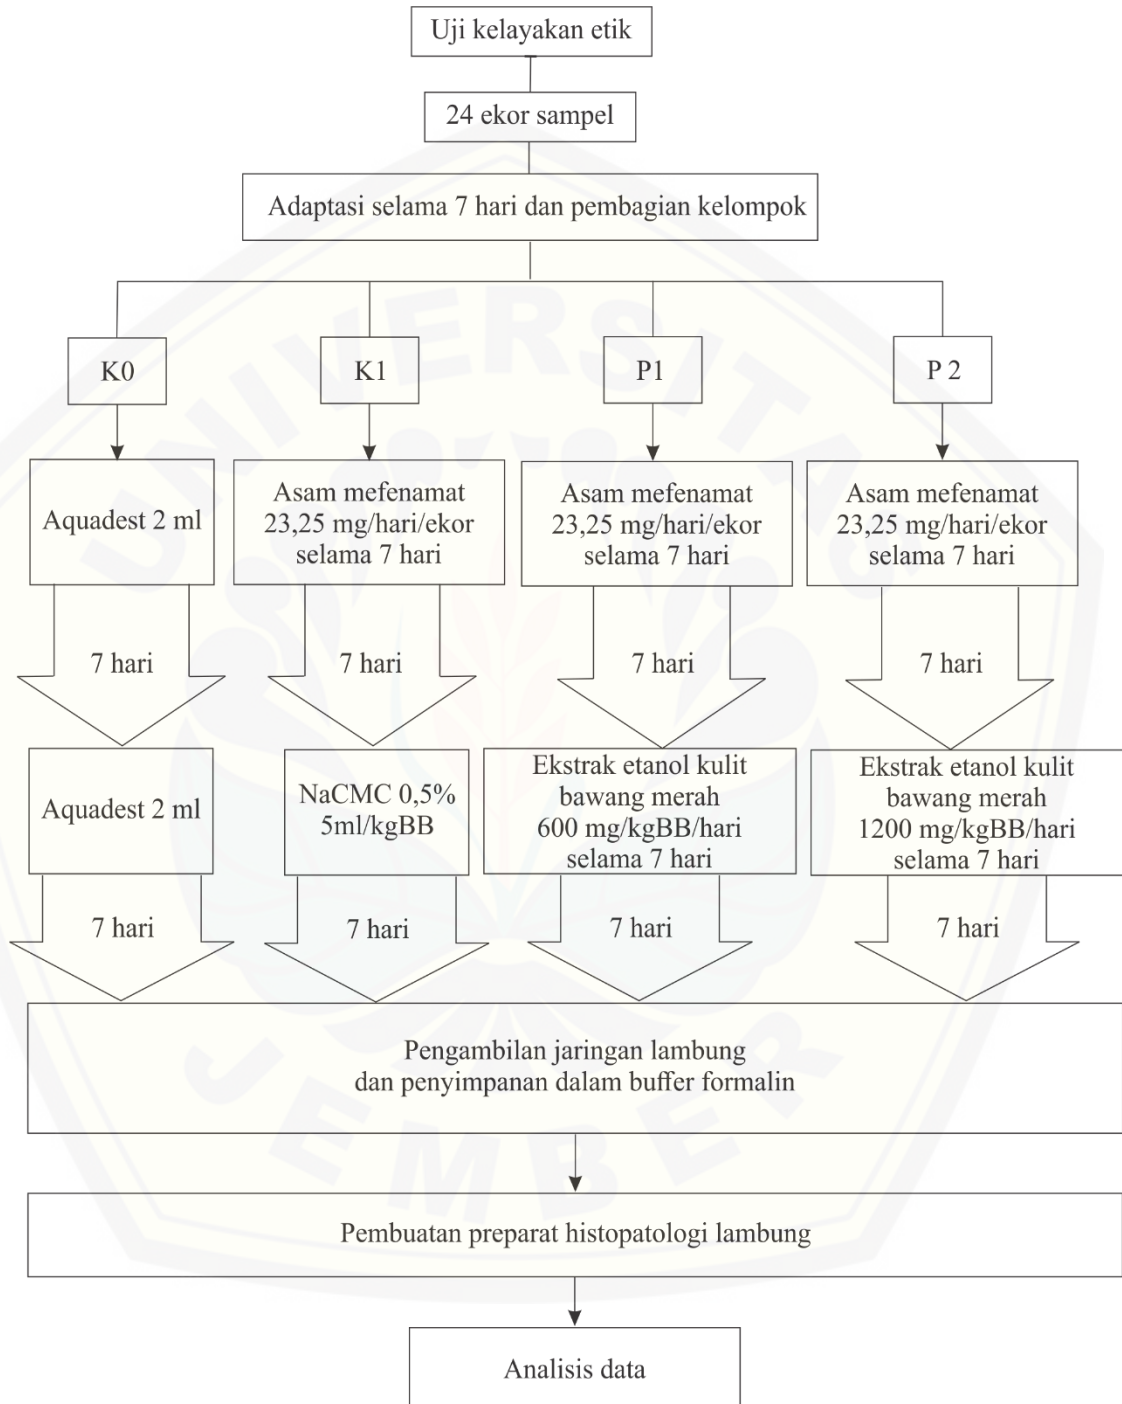 Uji kelayakan etik
24 ekor sampel
Adaptasi selama 7 hari dan pembagian kelompok
K0
K1
P1
P 2
Aquadest 2 ml
Asam mefenamat
23,25 mg/hari/ekor
selama 7 hari
Asam mefenamat
23,25 mg/hari/ekor
selama 7 hari
Asam mefenamat
23,25 mg/hari/ekor
selama 7 hari
7 hari
7 hari
7 hari
7 hari
Aquadest 2 ml
NaCMC 0,5%
5ml/kgBB
Ekstrak etanol kulit
bawang merah
600 mg/kgBB/hari
selama 7 hari
Ekstrak etanol kulit
bawang merah
1200 mg/kgBB/hari
selama 7 hari
7 hari
7 hari
7 hari
7 hari
Pengambilan jaringan lambung
dan penyimpanan dalam buffer formalin
Pembuatan preparat histopatologi lambung
Analisis data
UNIVERSITAS
JEMBER